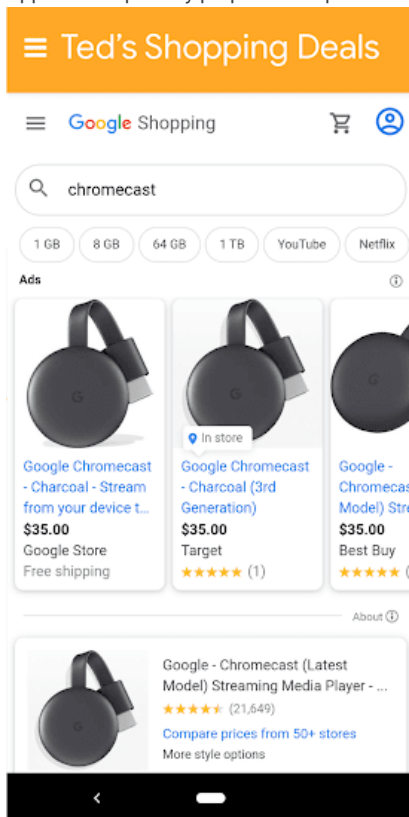 Ted's Shopping Deals
Google Shopping
chromecast
1 GB 8 GB 64 GB 1 TB YouTube Netflix
Ads
G G G
In store
Google Chromecast
- Charcoal - Stream
from your device t...
$35.00
Google Store
Free shipping
Google Chromecast
- Charcoal (3rd
Generation)
$35.00
Target
(1)
Google -
Chromecas
Model) Stre
$35.00
Best Buy
About
Google - Chromecast (Latest
Model) Streaming Media Player - ...
(21,649)
Compare prices from 50+ stores
More style options
G